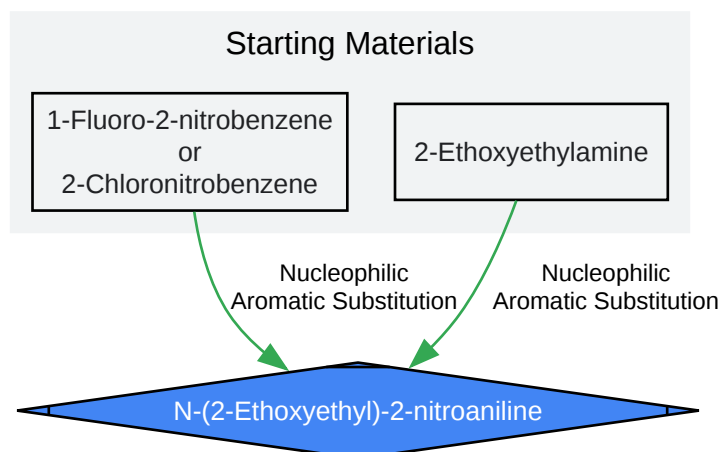 Starting Materials
1-Fluoro-2-nitrobenzene
or
2-Chloronitrobenzene
2-Ethoxyethylamine
Nucleophilic
Aromatic Substitution
Nucleophilic
Aromatic Substitution
N-(2-Ethoxyethyl)-2-nitroaniline